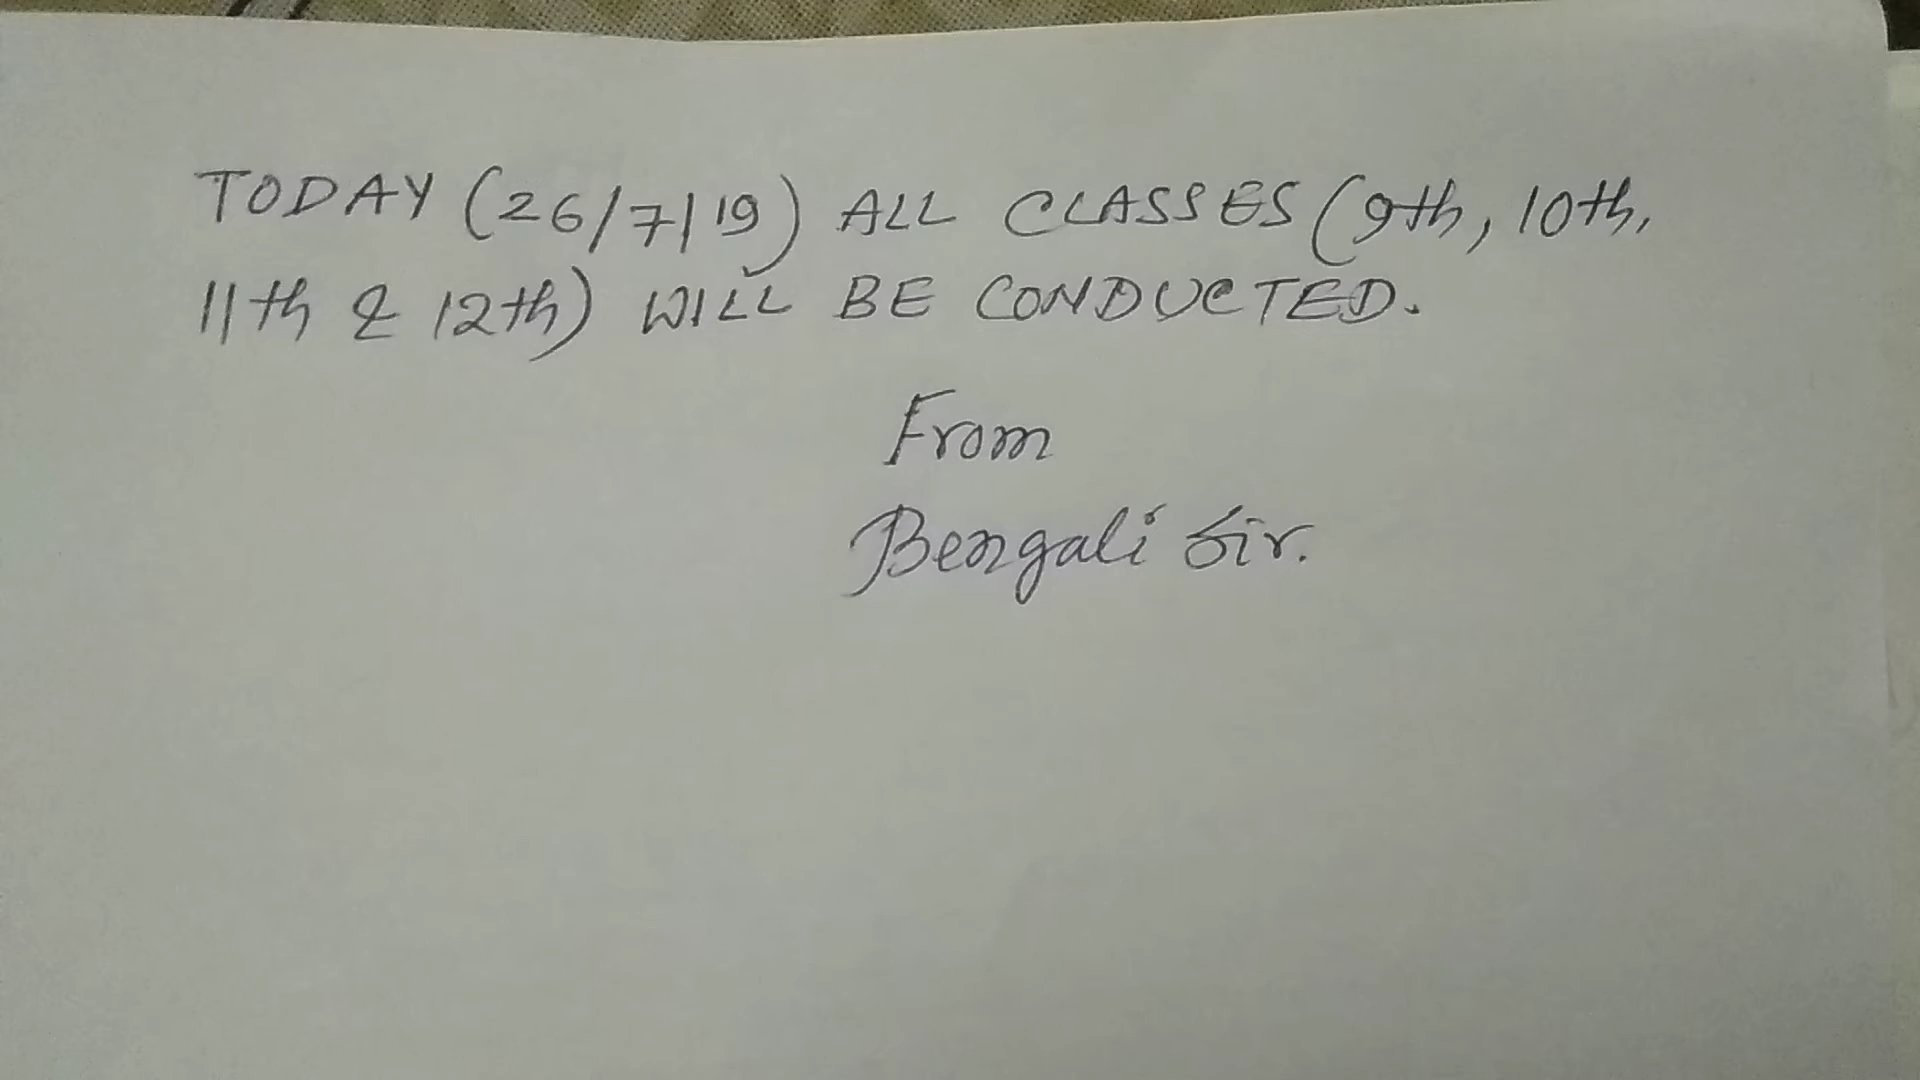 TODAY (26/7/19) ALL CLASSES (9th, 10th,
11th & 12th) WILL BE CONDUCTED.
From
Bengali Sir.